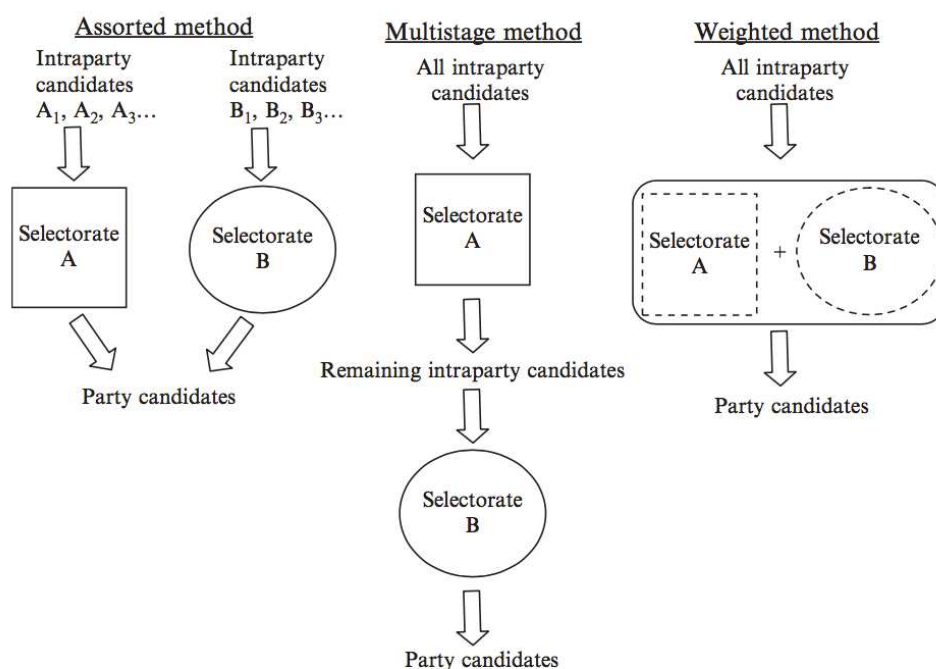 Assorted method
Intraparty
candidates
A₁, A₂, A₃...
Intraparty
candidates
B₁, B₂, B₃...
Selectorate
A
Selectorate
B
Party candidates
Multistage method
All intraparty
candidates
Selectorate
A
Remaining intraparty candidates
Selectorate
B
Party candidates
Weighted method
All intraparty
candidates
Selectorate
A
+
Selectorate
B
Party candidates